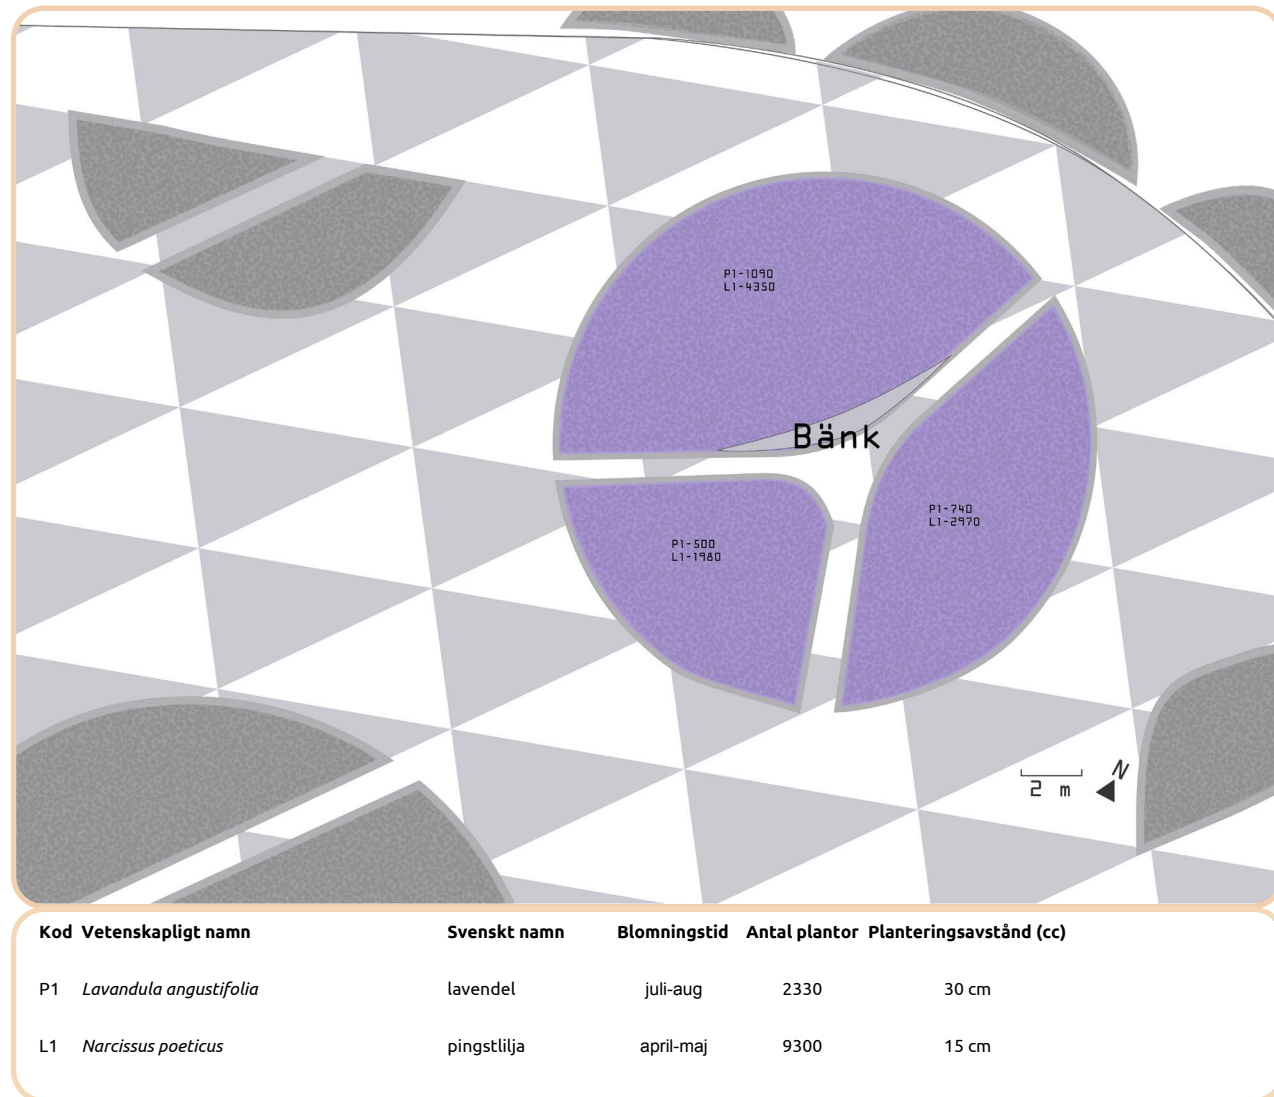 P1-1090
L1-4350
Bänk
P1-740
L1-2970
P1-500
L1-1980
N
2 m
Kod Vetenskapligt namn Svenskt namn Blomningstid Antal plantor Planteringsavstånd (cc)
P1 Lavandula angustifolia lavendel juli-aug 2330 30 cm
L1 Narcissus poeticus pingstlilja april-maj 9300 15 cm